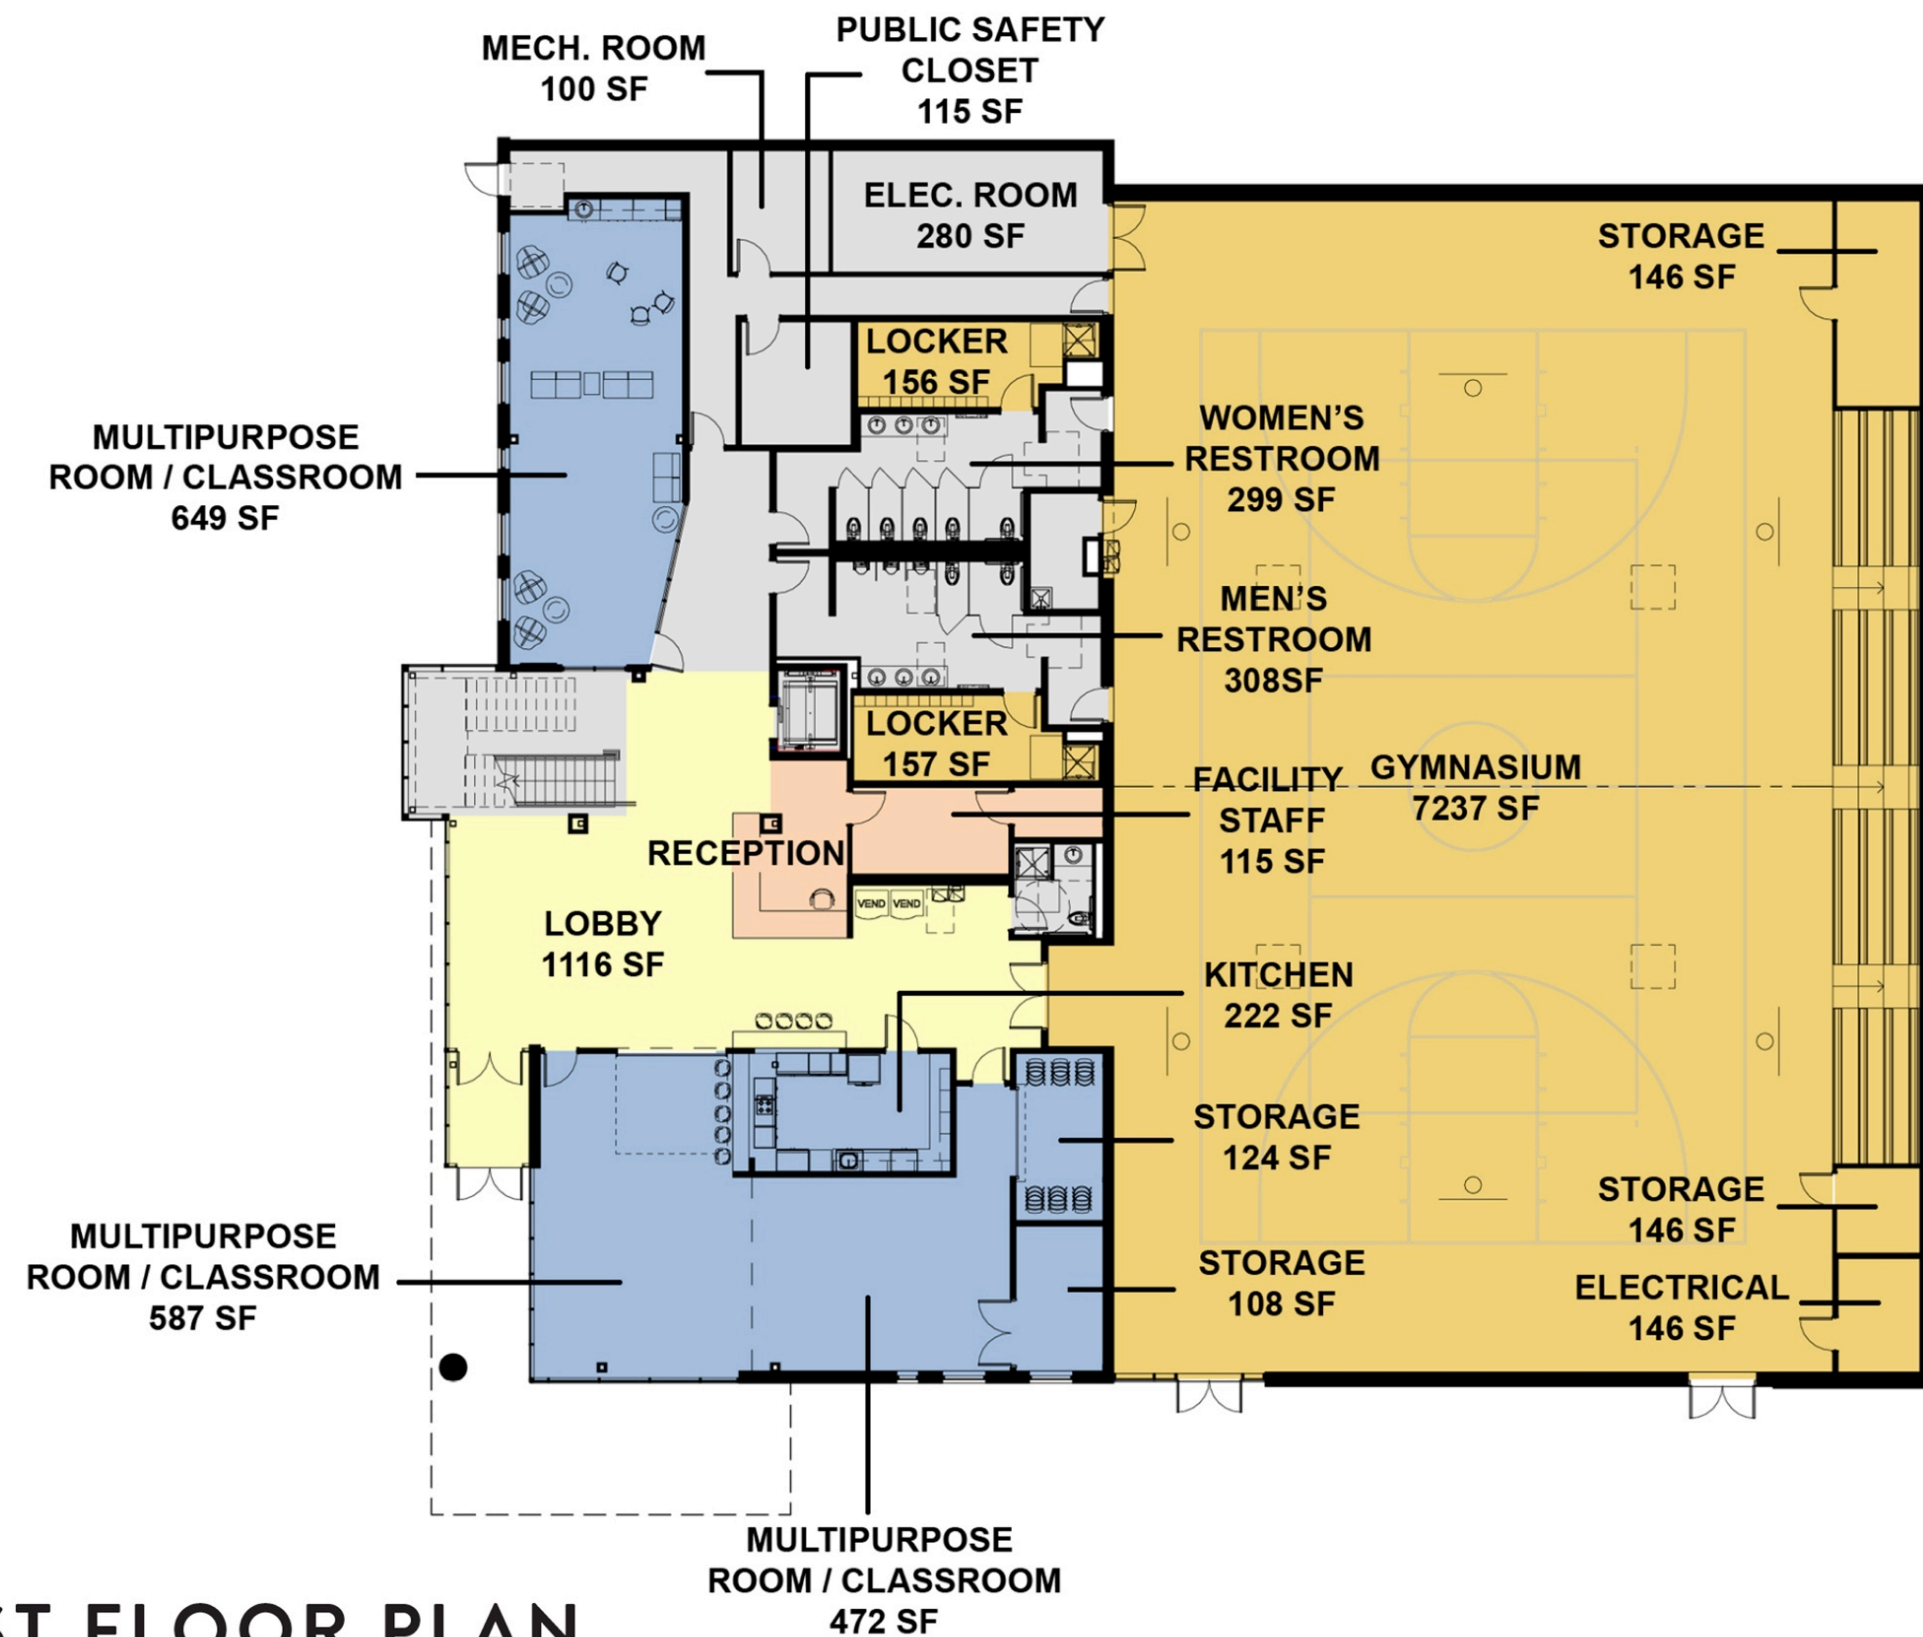 MECH. ROOM
100 SF
PUBLIC SAFETY
CLOSET
115 SF
ELEC. ROOM
280 SF
STORAGE
146 SF
LOCKER
156 SF
MULTIPURPOSE
ROOM / CLASSROOM
649 SF
WOMEN’S
RESTROOM
299 SF
MEN’S
RESTROOM
308SF
LOCKER
157 SF
FACILITY
STAFF
115 SF
GYMNASIUM
7237 SF
RECEPTION
VEND
VEND
LOBBY
1116 SF
KITCHEN
222 SF
STORAGE
124 SF
STORAGE
146 SF
MULTIPURPOSE
ROOM / CLASSROOM
587 SF
STORAGE
108 SF
ELECTRICAL
146 SF
MULTIPURPOSE
ROOM / CLASSROOM
472 SF
FLOOR PLAN